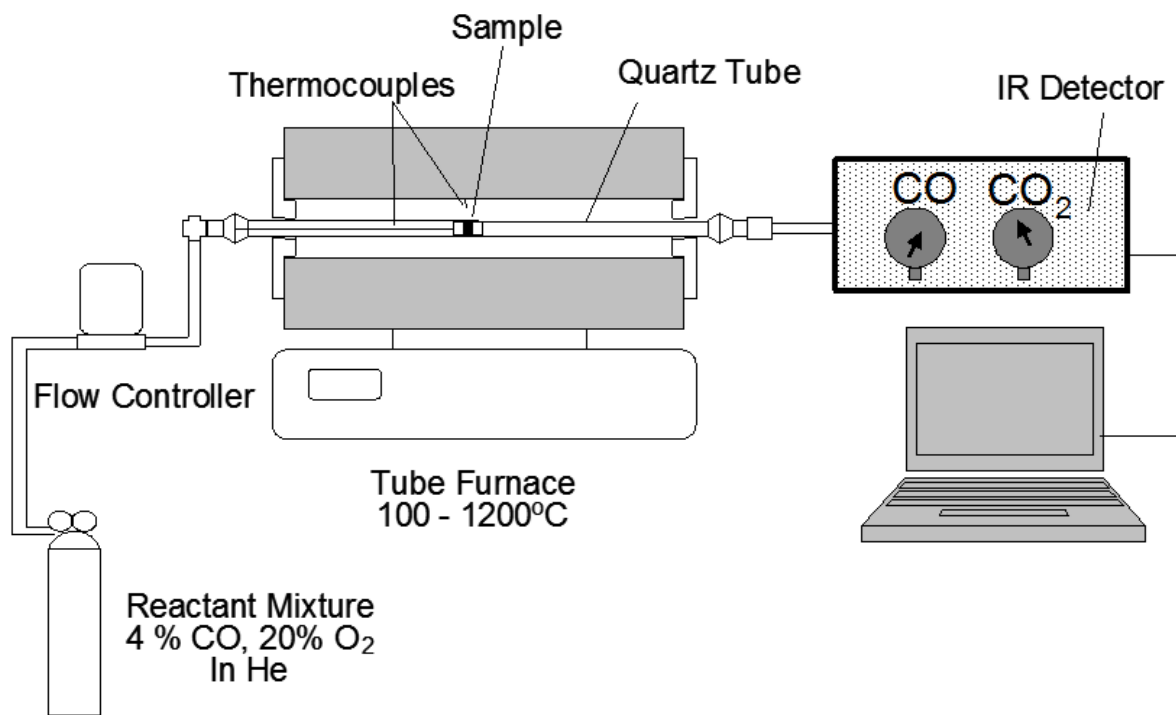 Sample
Thermocouples
Quartz Tube
IR Detector
CO CO₂
Flow Controller
Tube Furnace
100 - 1200ºC
Reactant Mixture
4 % CO, 20% O₂
In He